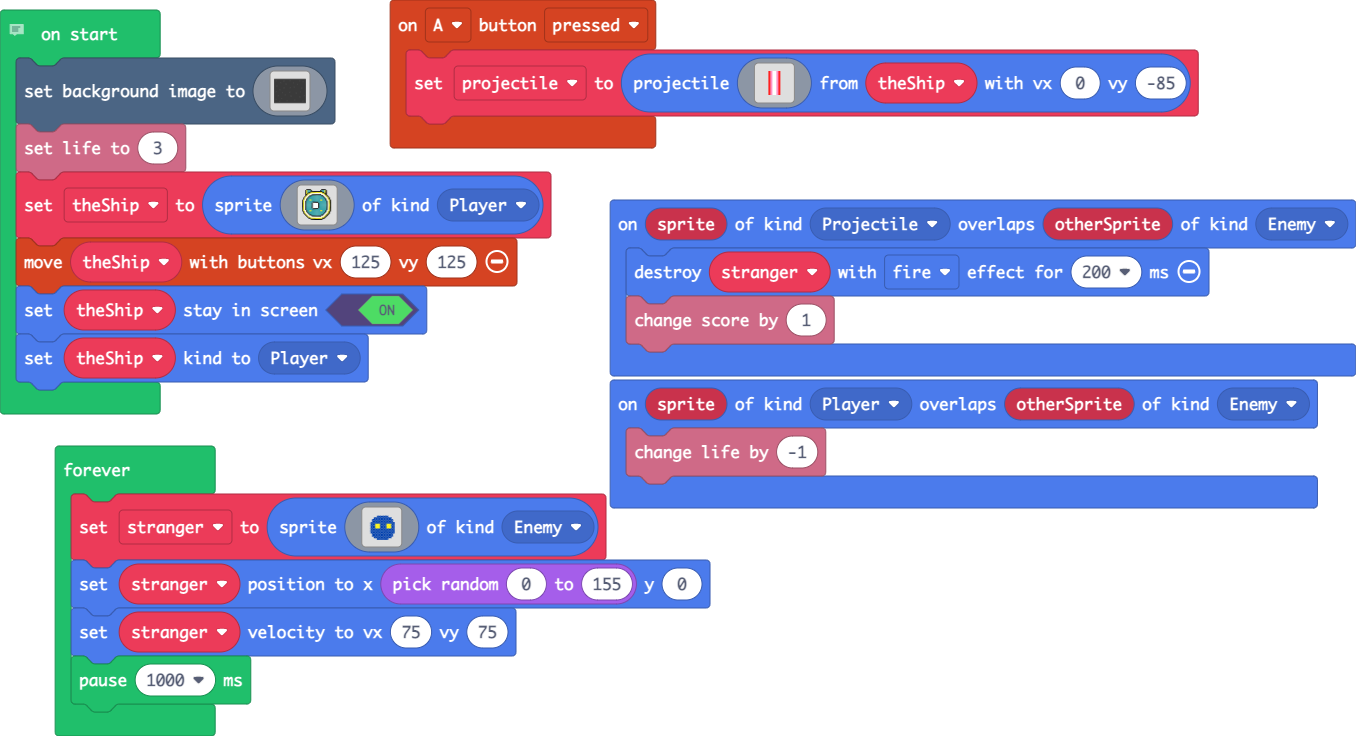 on start
set background image to
set life to 3
set theShip to sprite of kind Player
move theShip with buttons vx 125 vy 125
set theShip stay in screen ON
set theShip kind to Player
on A button pressed
set projectile to projectile from theShip with vx 0 vy -85
on sprite of kind Projectile overlaps otherSprite of kind Enemy
destroy stranger with fire effect for 200 ms
change score by 1
on sprite of kind Player overlaps otherSprite of kind Enemy
change life by -1
forever
set stranger to sprite of kind Enemy
set stranger position to x pick random 0 to 155 y 0
set stranger velocity to vx 75 vy 75
pause 1000 ms